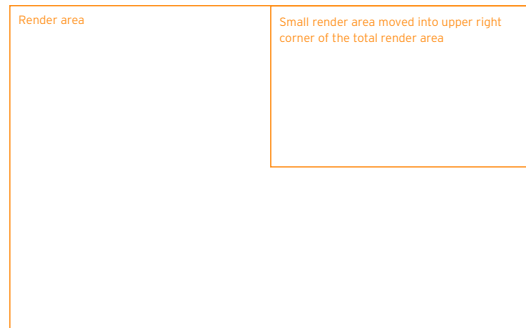 Render area
Small render area moved into upper right
corner of the total render area